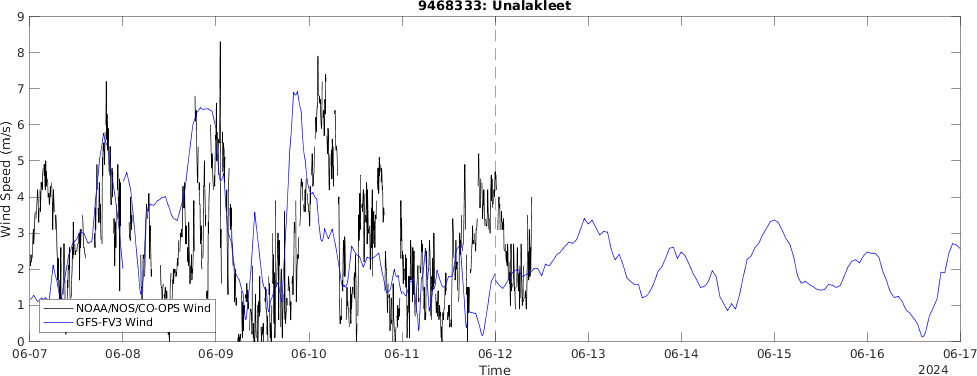 9468333: Unalakleet
Wind Speed (m/s)
9
8
7
6
5
4
3
2
1
0
NOAA/NOS/CO-OPS Wind
GFS-FV3 Wind
06-07 06-08 06-09 06-10 06-11 06-12 06-13 06-14 06-15 06-16 06-17
Time
2024